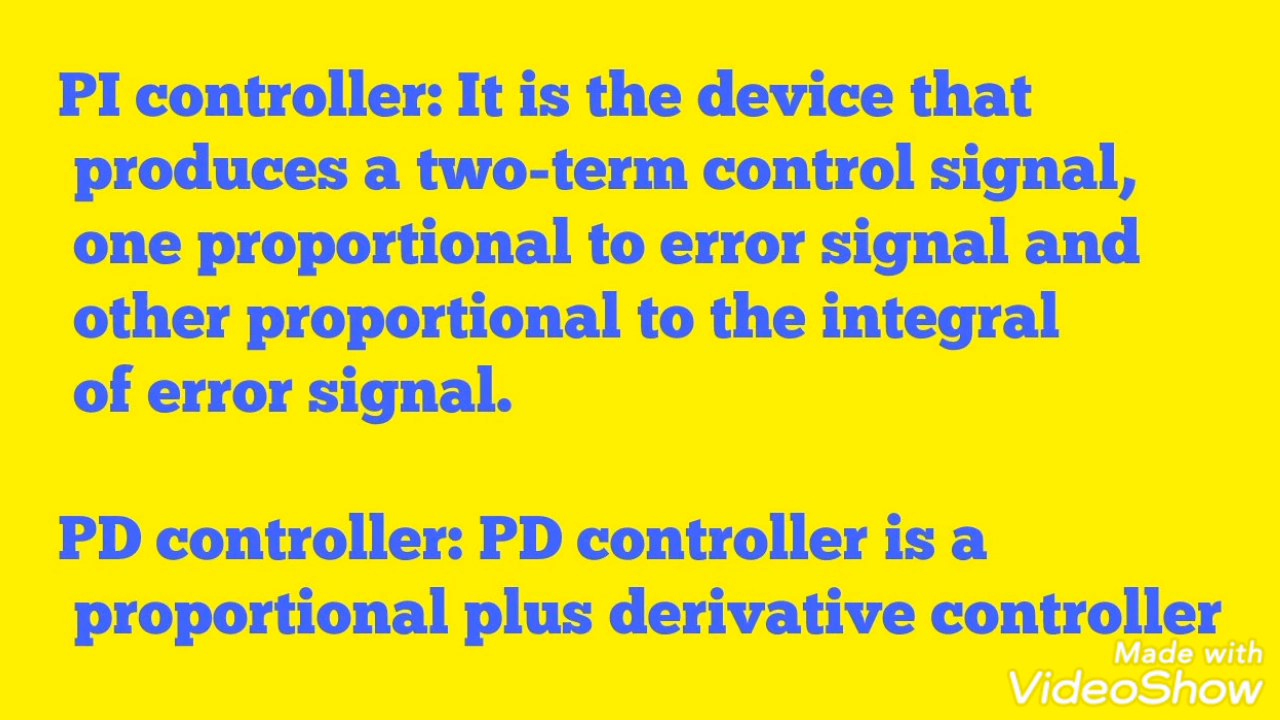 PI controller: It is the device that
produces a two-term control signal,
one proportional to error signal and
other proportional to the integral
of error signal.
PD controller: PD controller is a
proportional plus derivative controller
Made with
VideoShow